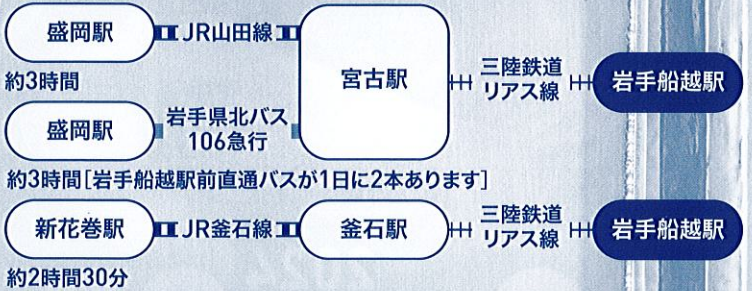 盛岡駅
JR山田線
約3時間
盛岡駅
岩手県北バス
106急行
宮古駅
三陸鉄道
リアス線
岩手船越駅
約3時間[岩手船越駅前直通バスが1日に2本あります]
新花巻駅
JR釜石線
釜石駅
三陸鉄道
リアス線
岩手船越駅
約2時間30分